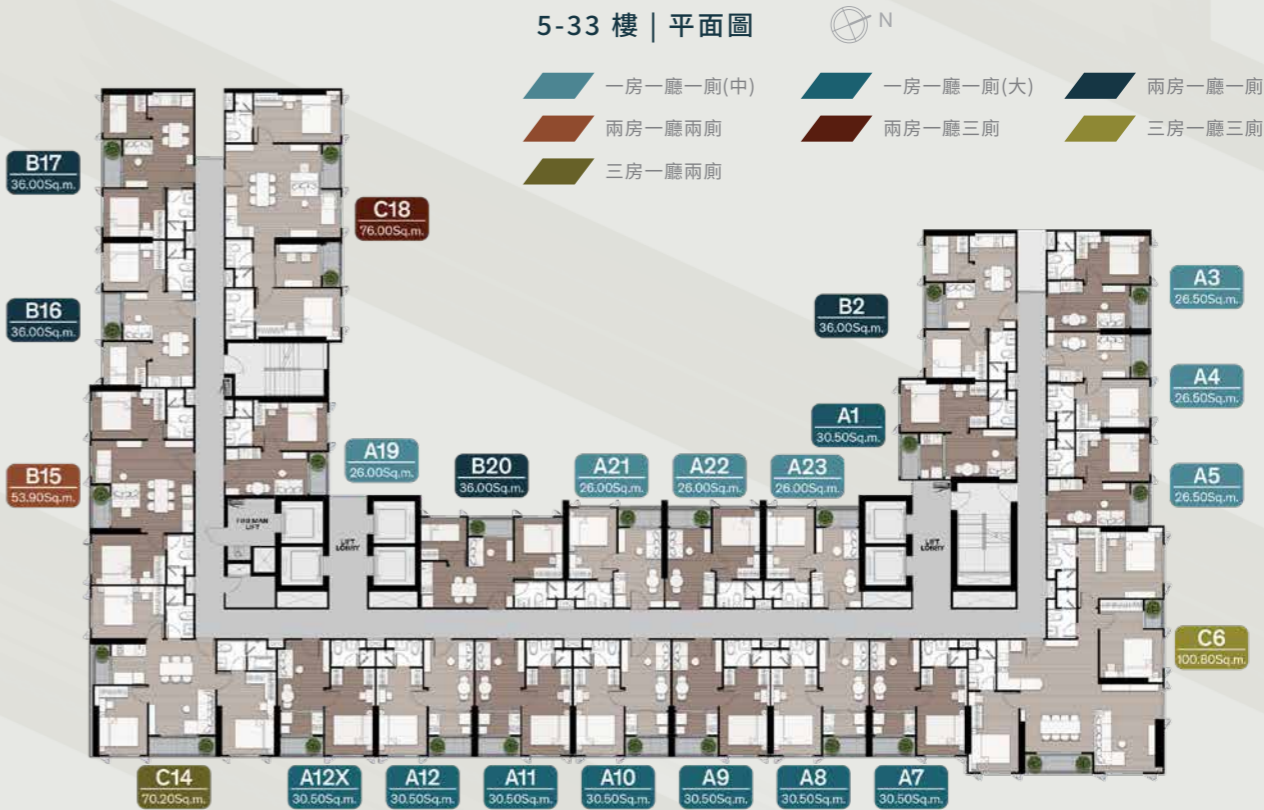 5-33 樓 | 平面圖
N
一房一廳一廁(中)
一房一廳一廁(大)
兩房一廳一廁
兩房一廳兩廁
兩房一廳三廁
三房一廳三廁
三房一廳兩廁
B17
36.00Sq.m.
C18
76.00Sq.m.
B16
36.00Sq.m.
B2
36.00Sq.m.
A3
26.50Sq.m.
A4
26.50Sq.m.
A1
30.50Sq.m.
A19
26.00Sq.m.
B15
53.90Sq.m.
B20
36.00Sq.m.
A21
26.00Sq.m.
A22
26.00Sq.m.
A23
26.00Sq.m.
A5
26.50Sq.m.
LIFT
LIFT
LOBBY
LIFT
LOBBY
C6
100.80Sq.m.
C14
70.20Sq.m.
A12X
30.50Sq.m.
A12
30.50Sq.m.
A11
30.50Sq.m.
A10
30.50Sq.m.
A9
30.50Sq.m.
A8
30.50Sq.m.
A7
30.50Sq.m.